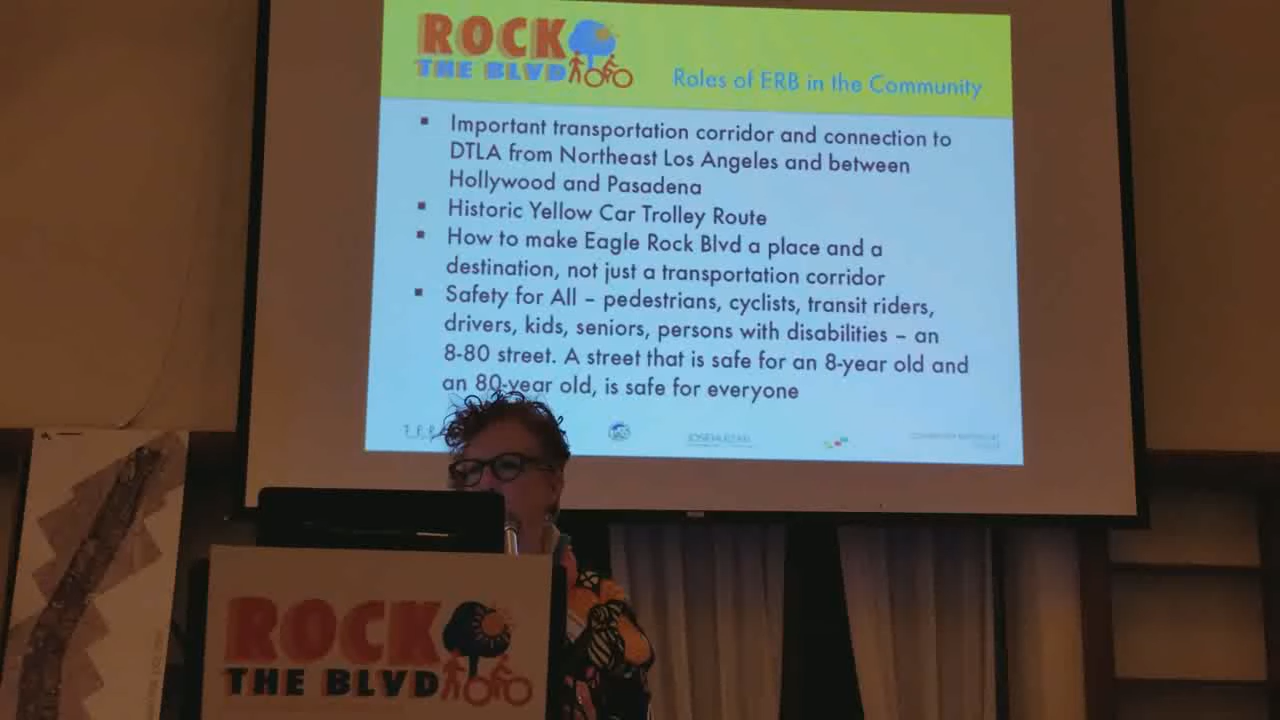 ROCK
THE BLVD
Roles of ERB in the Community
▪ Important transportation corridor and connection to
DTLA from Northeast Los Angeles and between
Hollywood and Pasadena
▪ Historic Yellow Car Trolley Route
▪ How to make Eagle Rock Blvd a place and a
destination, not just a transportation corridor
▪ Safety for All – pedestrians, cyclists, transit riders,
drivers, kids, seniors, persons with disabilities – an
8-80 street. A street that is safe for an 8-year old and
an 80-year old, is safe for everyone
ROCK
THE BLVD